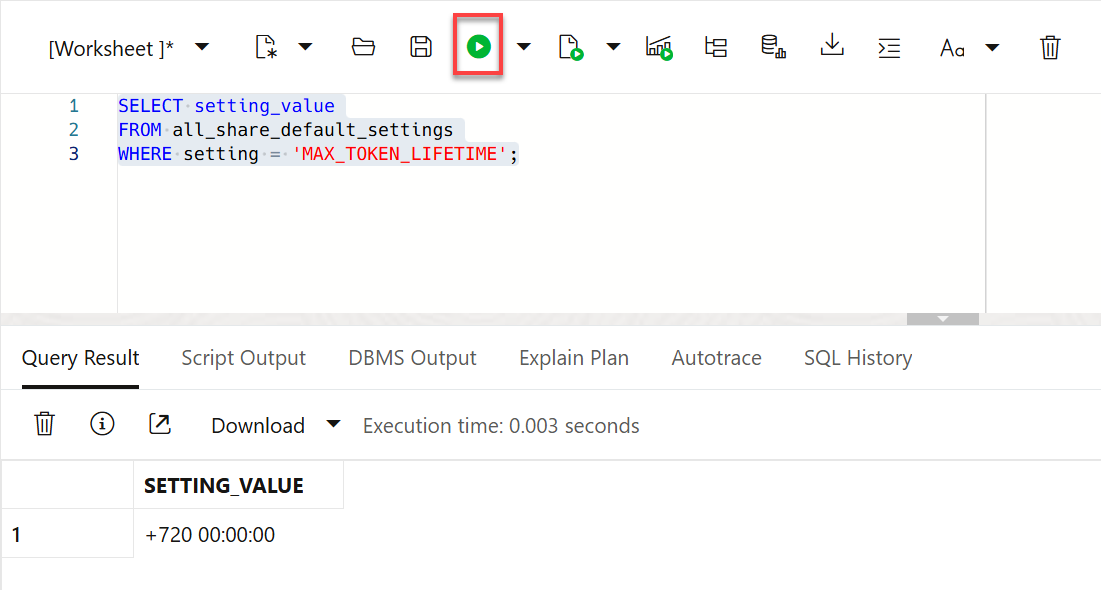 [Worksheet ]*
Aa
1 SELECT setting_value
2 FROM all_share_default_settings
3 WHERE setting = 'MAX_TOKEN_LIFETIME';
Query Result Script Output DBMS Output Explain Plan Autotrace SQL History
Download Execution time: 0.003 seconds
SETTING_VALUE
1 +720 00:00:00